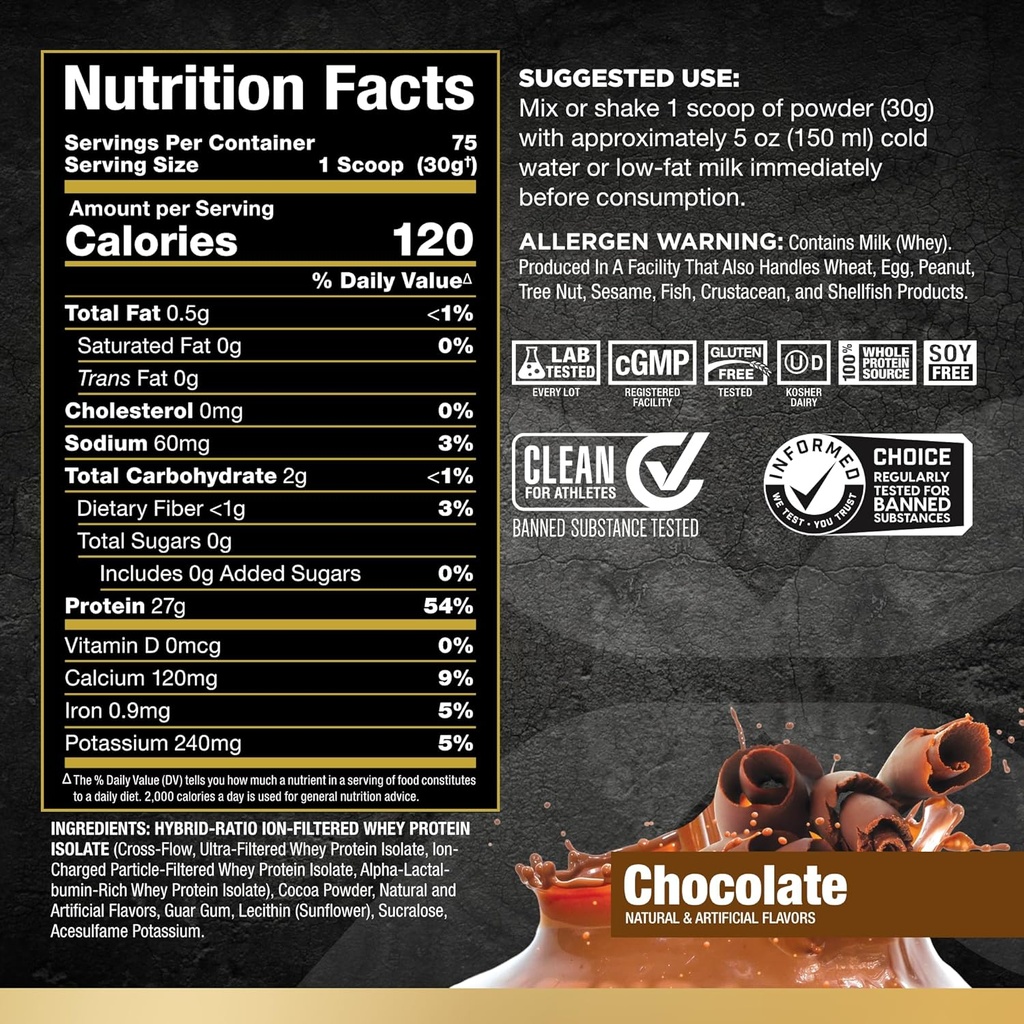 Nutrition Facts
Servings Per Container 75
Serving Size 1 Scoop (30g†)
Amount per Serving
Calories 120
% Daily Value∆
Total Fat 0.5g <1%
Saturated Fat 0g 0%
Trans Fat 0g
Cholesterol 0mg 0%
Sodium 60mg 3%
Total Carbohydrate 2g <1%
Dietary Fiber <1g 3%
Total Sugars 0g
Includes 0g Added Sugars 0%
Protein 27g 54%
Vitamin D 0mcg 0%
Calcium 120mg 9%
Iron 0.9mg 5%
Potassium 240mg 5%
∆ The % Daily Value (DV) tells you how much a nutrient in a serving of food constitutes
to a daily diet. 2,000 calories a day is used for general nutrition advice.
INGREDIENTS: HYBRID-RATIO ION-FILTERED WHEY PROTEIN
ISOLATE (Cross-Flow, Ultra-Filtered Whey Protein Isolate, Ion-
Charged Particle-Filtered Whey Protein Isolate, Alpha-Lactal-
bumin-Rich Whey Protein Isolate), Cocoa Powder, Natural and
Artificial Flavors, Guar Gum, Lecithin (Sunflower), Sucralose,
Acesulfame Potassium.
SUGGESTED USE:
Mix or shake 1 scoop of powder (30g)
with approximately 5 oz (150 ml) cold
water or low-fat milk immediately
before consumption.
ALLERGEN WARNING: Contains Milk (Whey).
Produced In A Facility That Also Handles Wheat, Egg, Peanut,
Tree Nut, Sesame, Fish, Crustacean, and Shellfish Products.
LAB
TESTED
EVERY LOT
cGMP
REGISTERED
FACILITY
GLUTEN
FREE
TESTED
U D
KOSHER
DAIRY
100%
WHOLE
PROTEIN
SOURCE
SOY
FREE
CLEAN
FOR ATHLETES
BANNED SUBSTANCE TESTED
INFORMED
WE TEST • YOU TRUST
CHOICE
REGULARLY
TESTED FOR
BANNED
SUBSTANCES
Chocolate
NATURAL & ARTIFICIAL FLAVORS